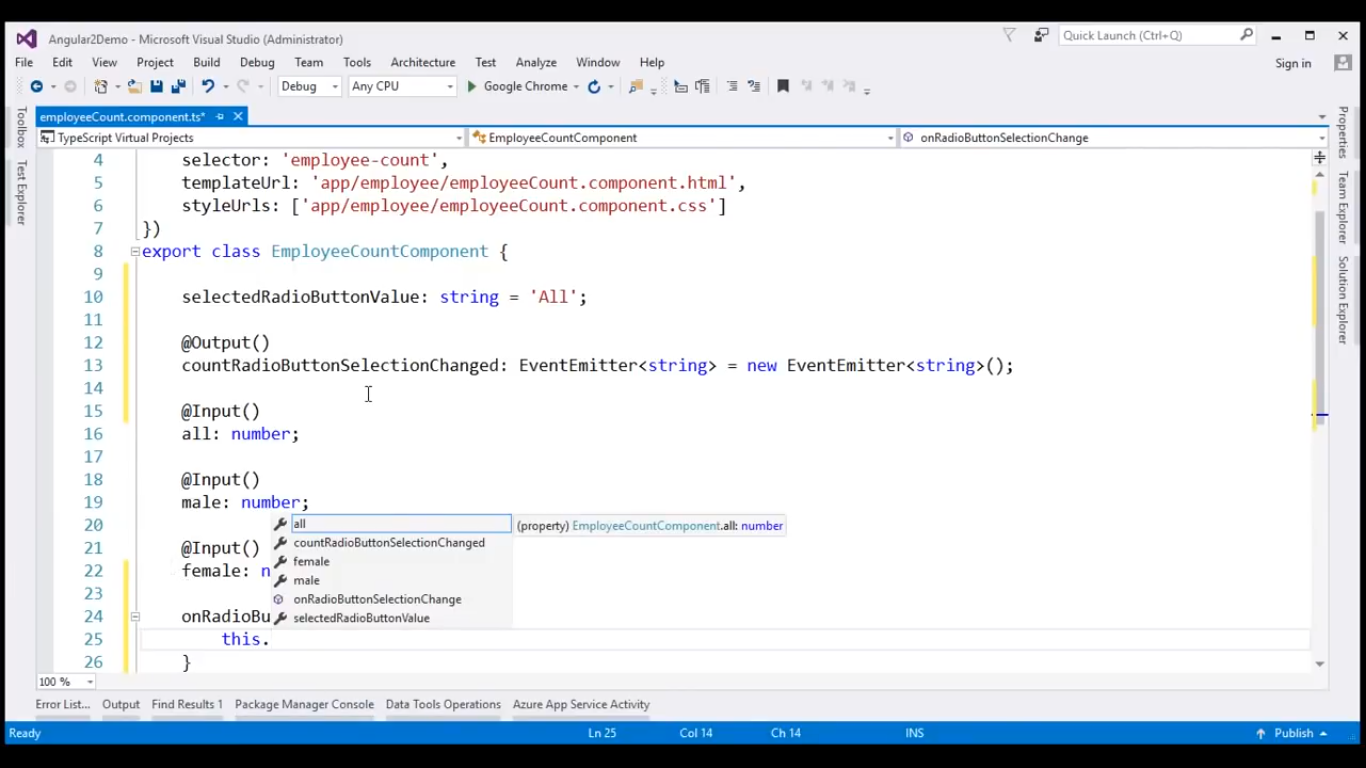 Angular2Demo - Microsoft Visual Studio (Administrator)
Quick Launch (Ctrl+Q)
File Edit View Project Build Debug Team Tools Architecture Test Analyze Window Help
Sign in
Debug Any CPU Google Chrome
employeeCount.component.ts*
TypeScript Virtual Projects EmployeeCountComponent onRadioButtonSelectionChange
Toolbox
Test Explorer
Properties
Team Explorer
Solution Explorer
4 selector: 'employee-count',
5 templateUrl: 'app/employee/employeeCount.component.html',
6 styleUrls: ['app/employee/employeeCount.component.css']
7 })
8 export class EmployeeCountComponent {
9
10 selectedRadioButtonValue: string = 'All';
11
12 @Output()
13 countRadioButtonSelectionChanged: EventEmitter<string> = new EventEmitter<string>();
14
15 @Input()
16 all: number;
17
18 @Input()
19 male: number;
20
21 @Input()
22 female: n
23
24 onRadioBu
25 this.
26 }
all
(property) EmployeeCountComponent.all: number
countRadioButtonSelectionChanged
female
male
onRadioButtonSelectionChange
selectedRadioButtonValue
100 %
Error List... Output Find Results 1 Package Manager Console Data Tools Operations Azure App Service Activity
Ready Ln 25 Col 14 Ch 14 INS Publish